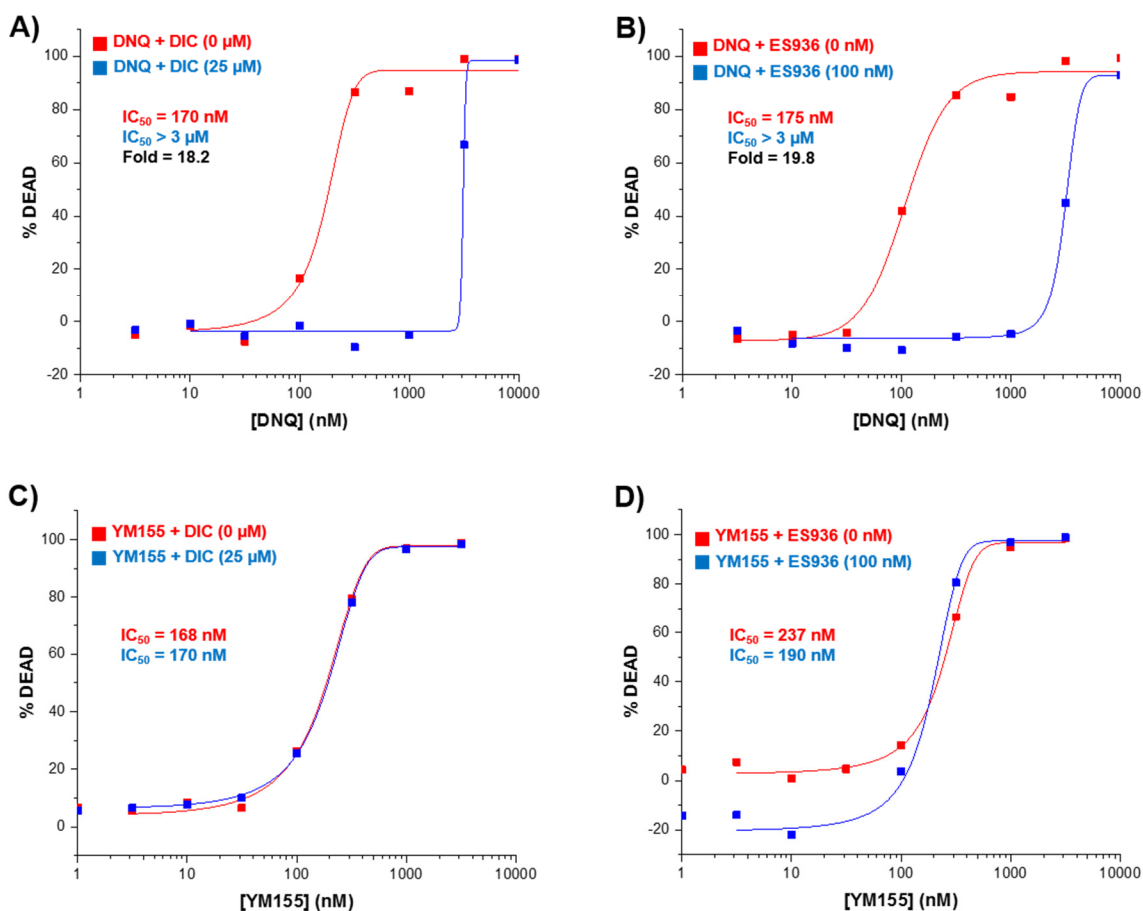 A)
DNQ + DIC (0 µM)
DNQ + DIC (25 µM)
IC₅₀ = 170 nM
IC₅₀ > 3 µM
Fold = 18.2
% DEAD
100
80
60
40
20
0
-20
1
10
100
1000
10000
[DNQ] (nM)
B)
DNQ + ES936 (0 nM)
DNQ + ES936 (100 nM)
IC₅₀ = 175 nM
IC₅₀ > 3 µM
Fold = 19.8
% DEAD
100
80
60
40
20
0
-20
1
10
100
1000
10000
[DNQ] (nM)
C)
YM155 + DIC (0 µM)
YM155 + DIC (25 µM)
IC₅₀ = 168 nM
IC₅₀ = 170 nM
% DEAD
100
80
60
40
20
0
1
10
100
1000
10000
[YM155] (nM)
D)
YM155 + ES936 (0 nM)
YM155 + ES936 (100 nM)
IC₅₀ = 237 nM
IC₅₀ = 190 nM
% DEAD
100
80
60
40
20
0
-20
1
10
100
1000
10000
[YM155] (nM)